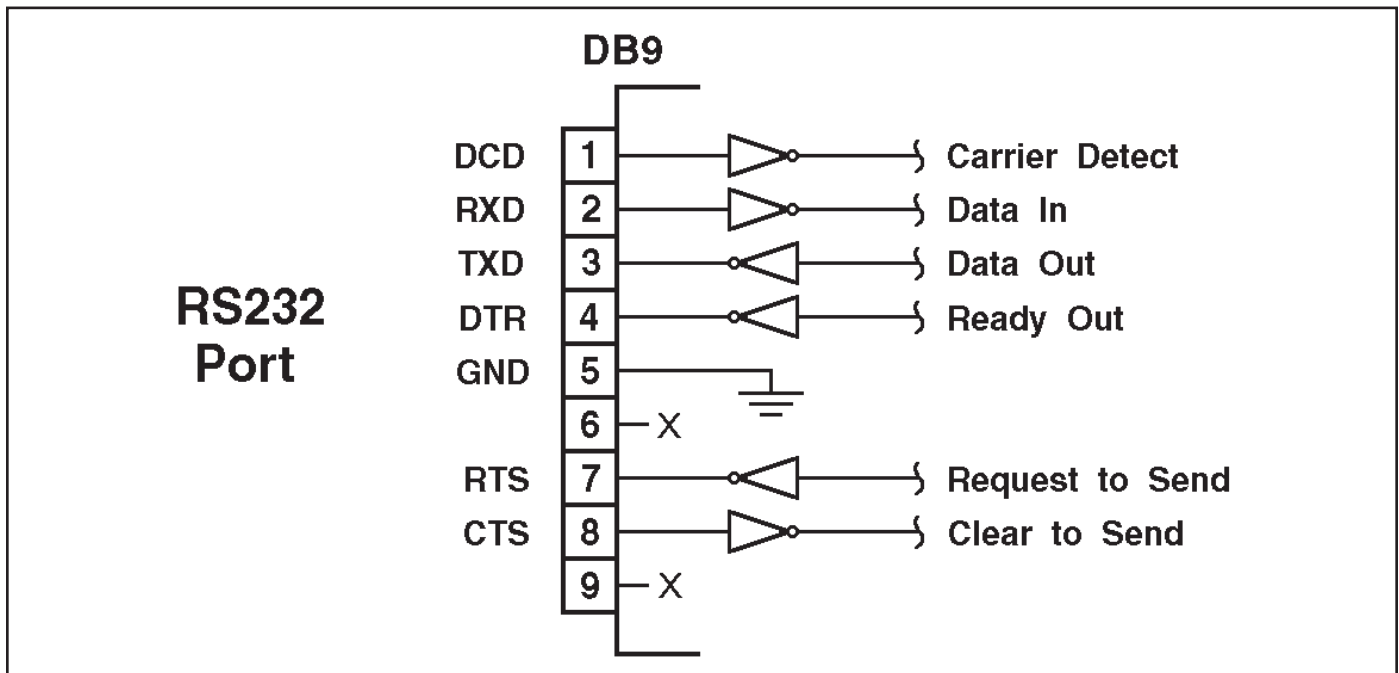 DB9
DCD 1 Carrier Detect
RXD 2 Data In
TXD 3 Data Out
RS232
Port
DTR 4 Ready Out
GND 5
6 X
RTS 7 Request to Send
CTS 8 Clear to Send
9 X